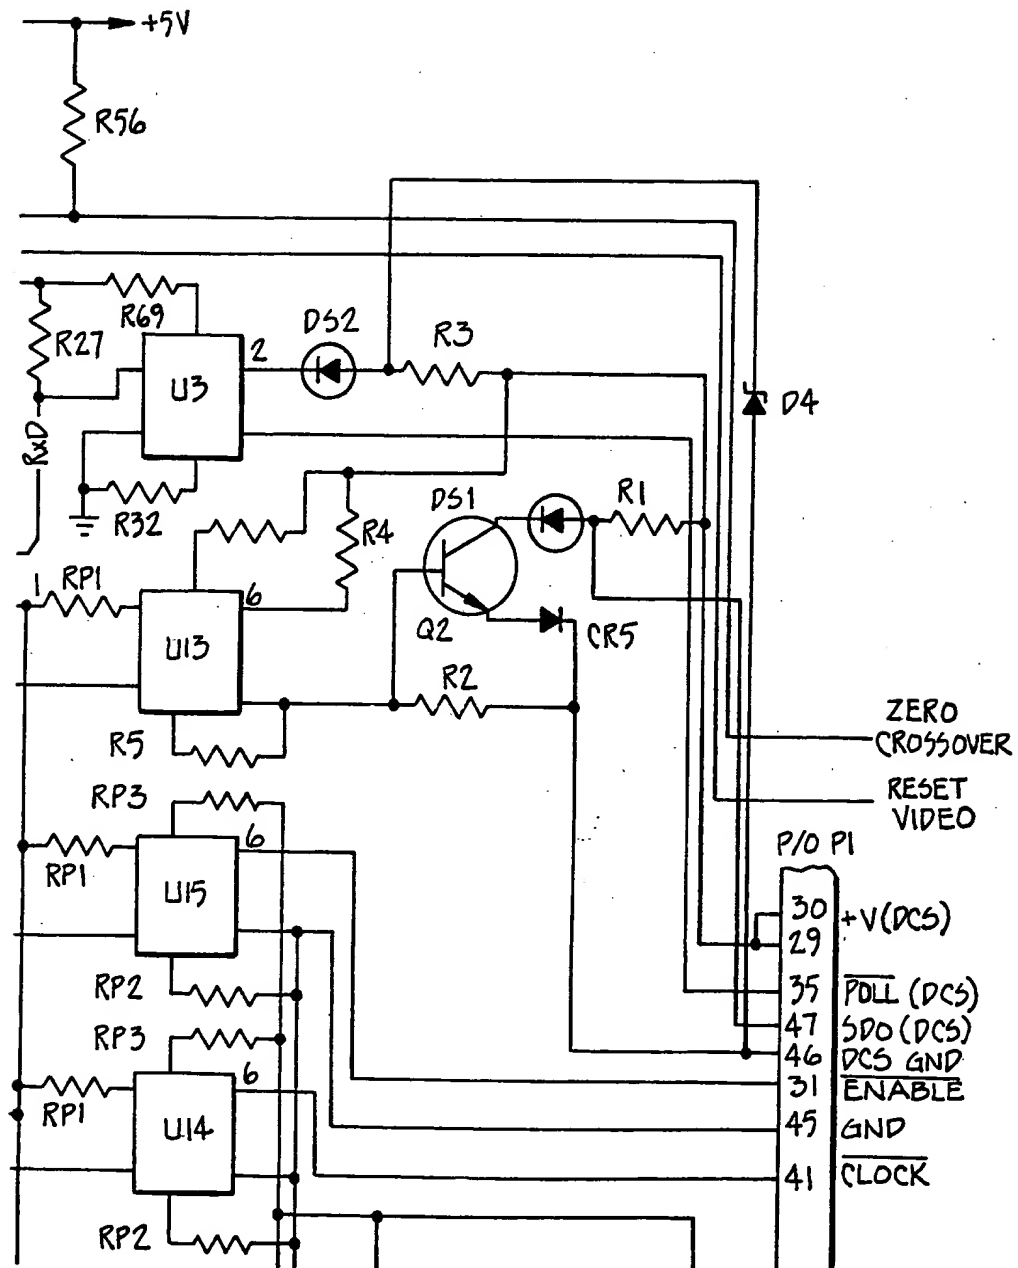 +5V
R56
R69
DS2
R3
R27
2
U3
D4
RxD
R32
DS1
R1
R4
1
RP1
6
Q2
CR5
U13
R2
R5
ZERO
CROSSOVER
RP3
RESET
VIDEO
6
P/O P1
RP1
U15
30
+V(DCS)
29
RP2
35
POLL (DCS)
RP3
47
SDO (DCS)
46
DCS GND
6
31
ENABLE
RP1
U14
45
GND
41
CLOCK
RP2